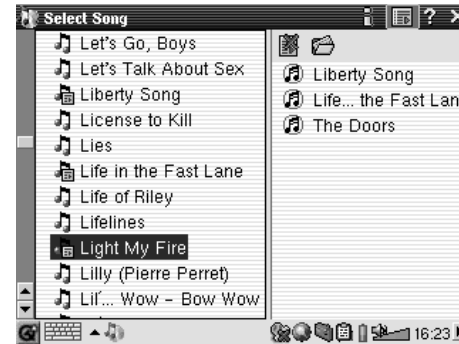 Select Song
Let's Go, Boys
Let's Talk About Sex
Liberty Song
License to Kill
Lies
Life in the Fast Lane
Life of Riley
Lifelines
Light My Fire
Lilly (Pierre Perret)
Lil'... Wow - Bow Wow
Liberty Song
Life... the Fast Lan
The Doors
16:23